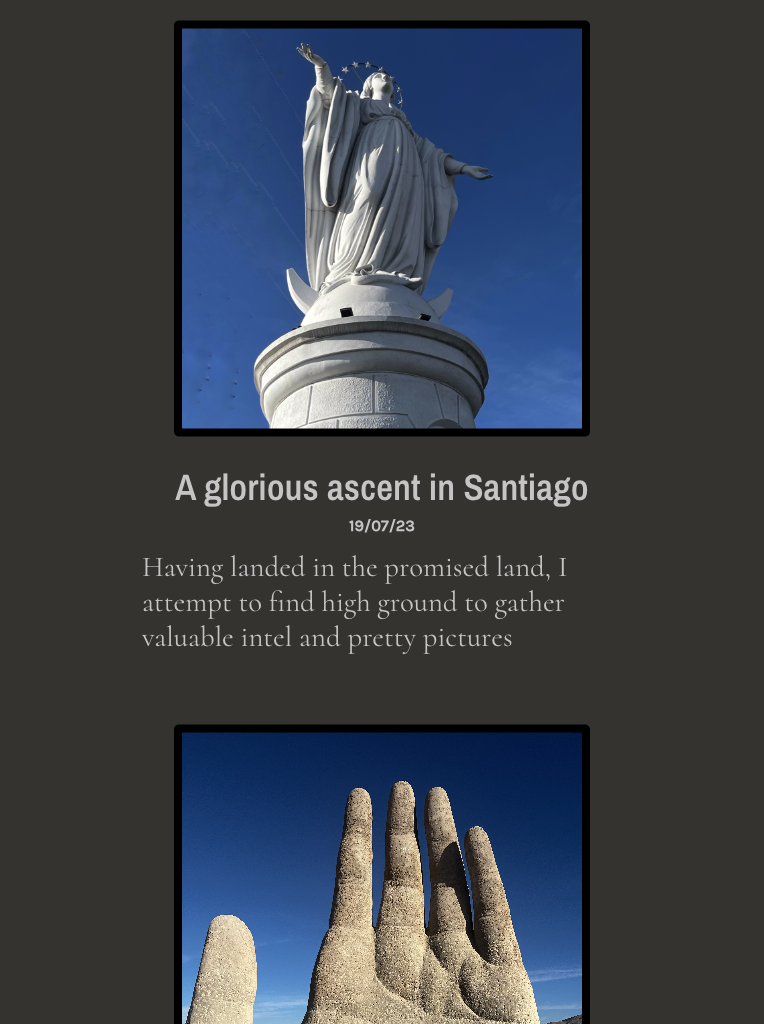 A glorious ascent in Santiago
19/07/23
Having landed in the promised land, I
attempt to find high ground to gather
valuable intel and pretty pictures